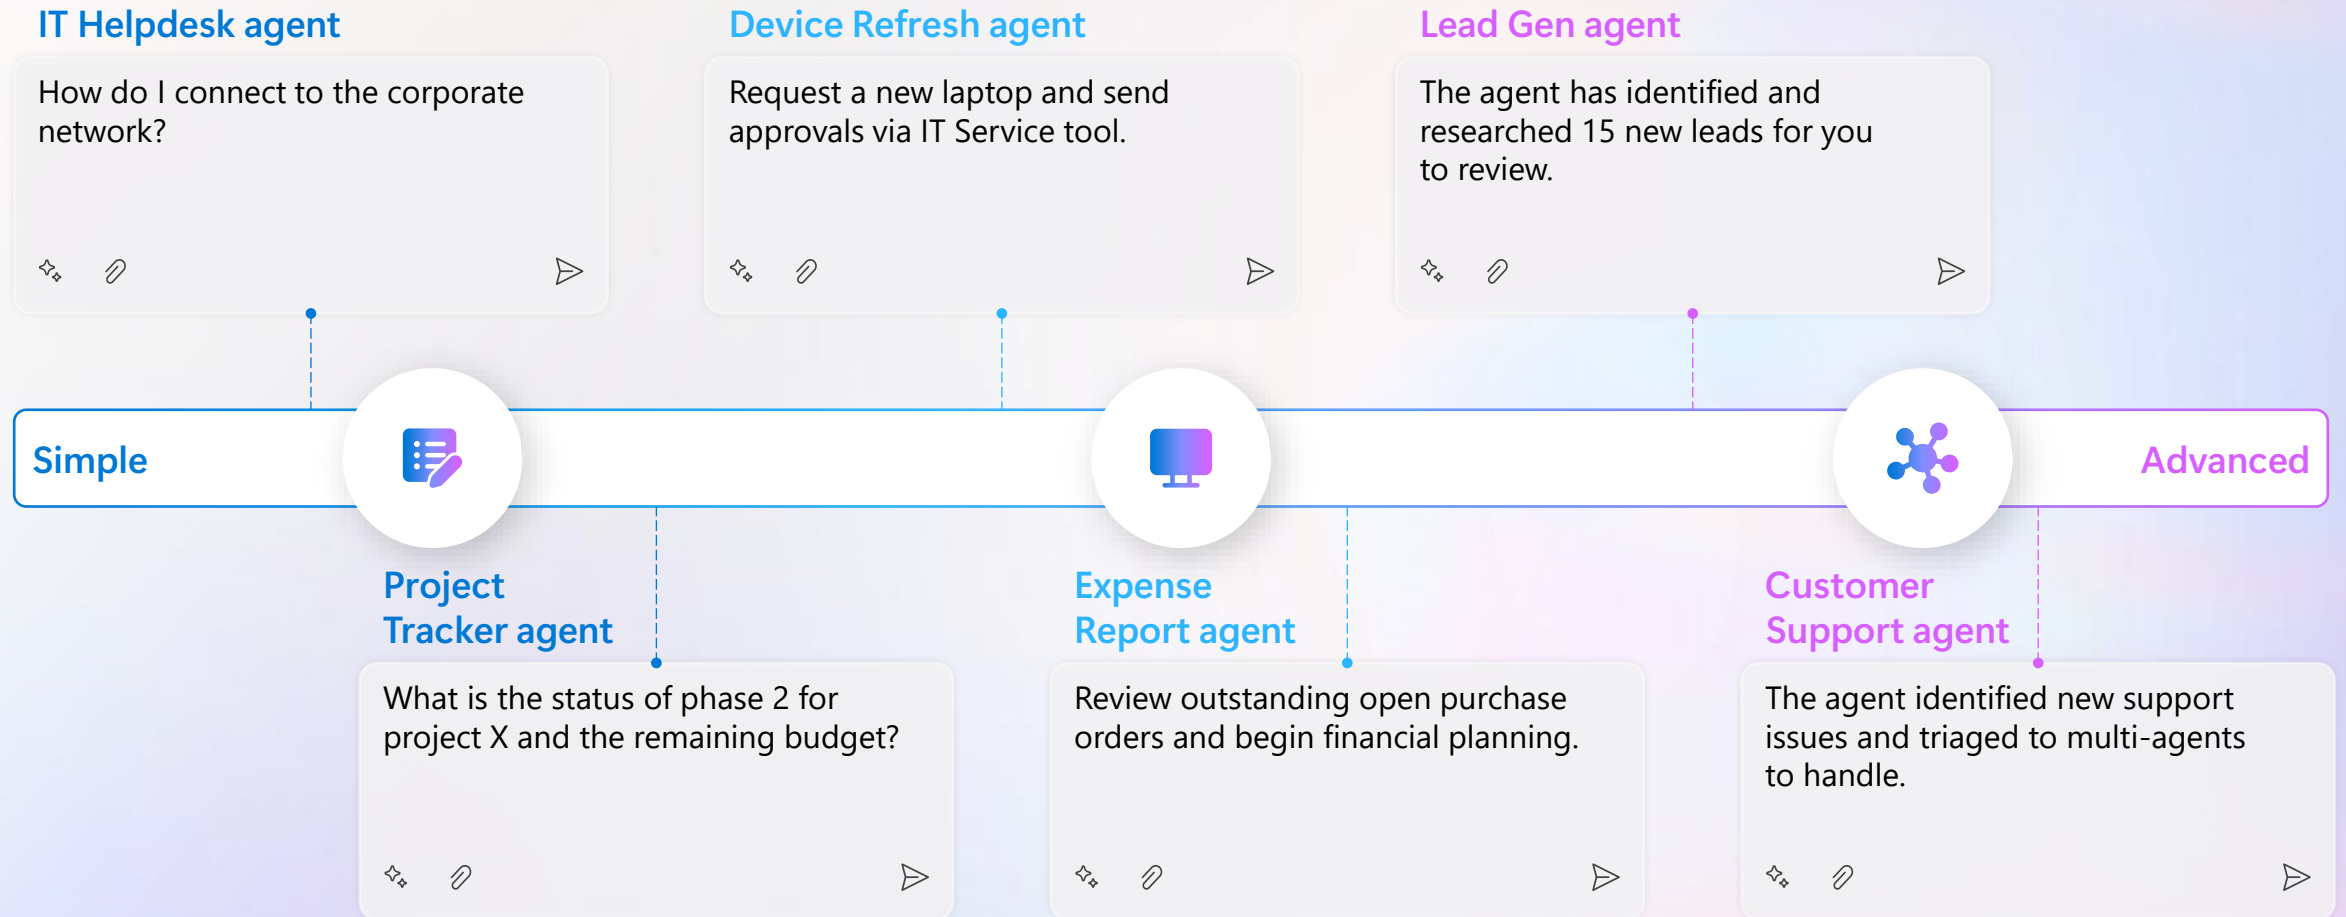 IT Helpdesk agent
How do I connect to the corporate
network?
Device Refresh agent
Request a new laptop and send
approvals via IT Service tool.
Lead Gen agent
The agent has identified and
researched 15 new leads for you
to review.
Simple
Advanced
Project
Tracker agent
What is the status of phase 2 for
project X and the remaining budget?
Expense
Report agent
Review outstanding open purchase
orders and begin financial planning.
Customer
Support agent
The agent identified new support
issues and triaged to multi-agents
to handle.